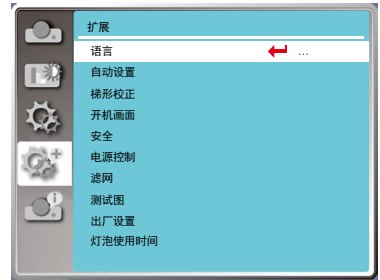 扩展
语言 …
自动设置
梯形校正
开机画面
安全
电源控制
滤网
测试图
出厂设置
灯泡使用时间